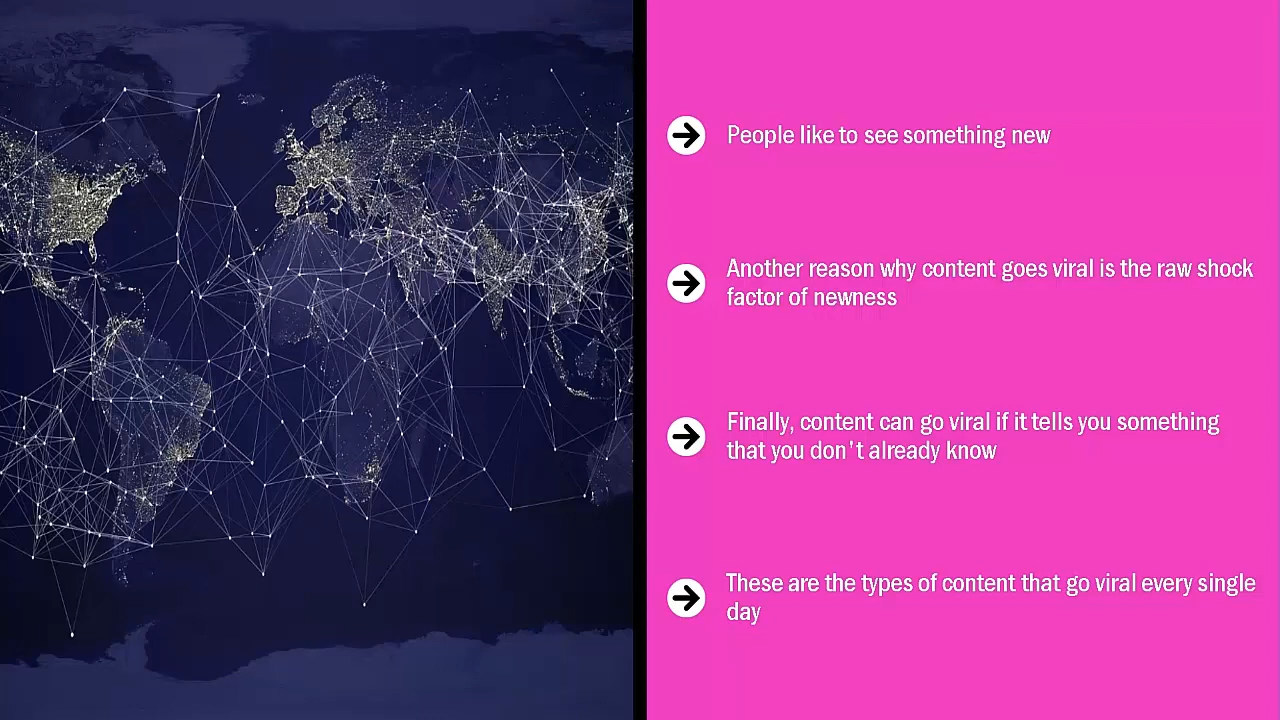 People like to see something new
Another reason why content goes viral is the raw shock
factor of newness
Finally, content can go viral if it tells you something
that you don't already know
These are the types of content that go viral every single
day